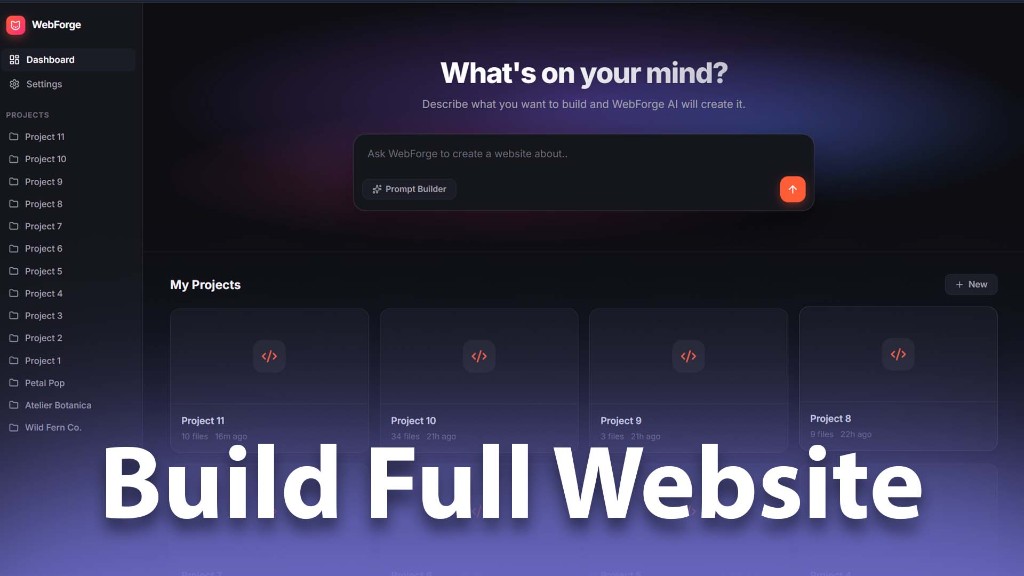 WebForge
Dashboard
Settings
PROJECTS
Project 11
Project 10
Project 9
Project 8
Project 7
Project 6
Project 5
Project 4
Project 3
Project 2
Project 1
Petal Pop
Atelier Botanica
Wild Fern Co.
What's on your mind?
Describe what you want to build and WebForge AI will create it.
Ask WebForge to create a website about..
Prompt Builder
My Projects
+ New
Project 11
10 files 16m ago
Project 10
34 files 21h ago
Project 9
3 files 21h ago
Project 8
9 files 22h ago
Build Full Website